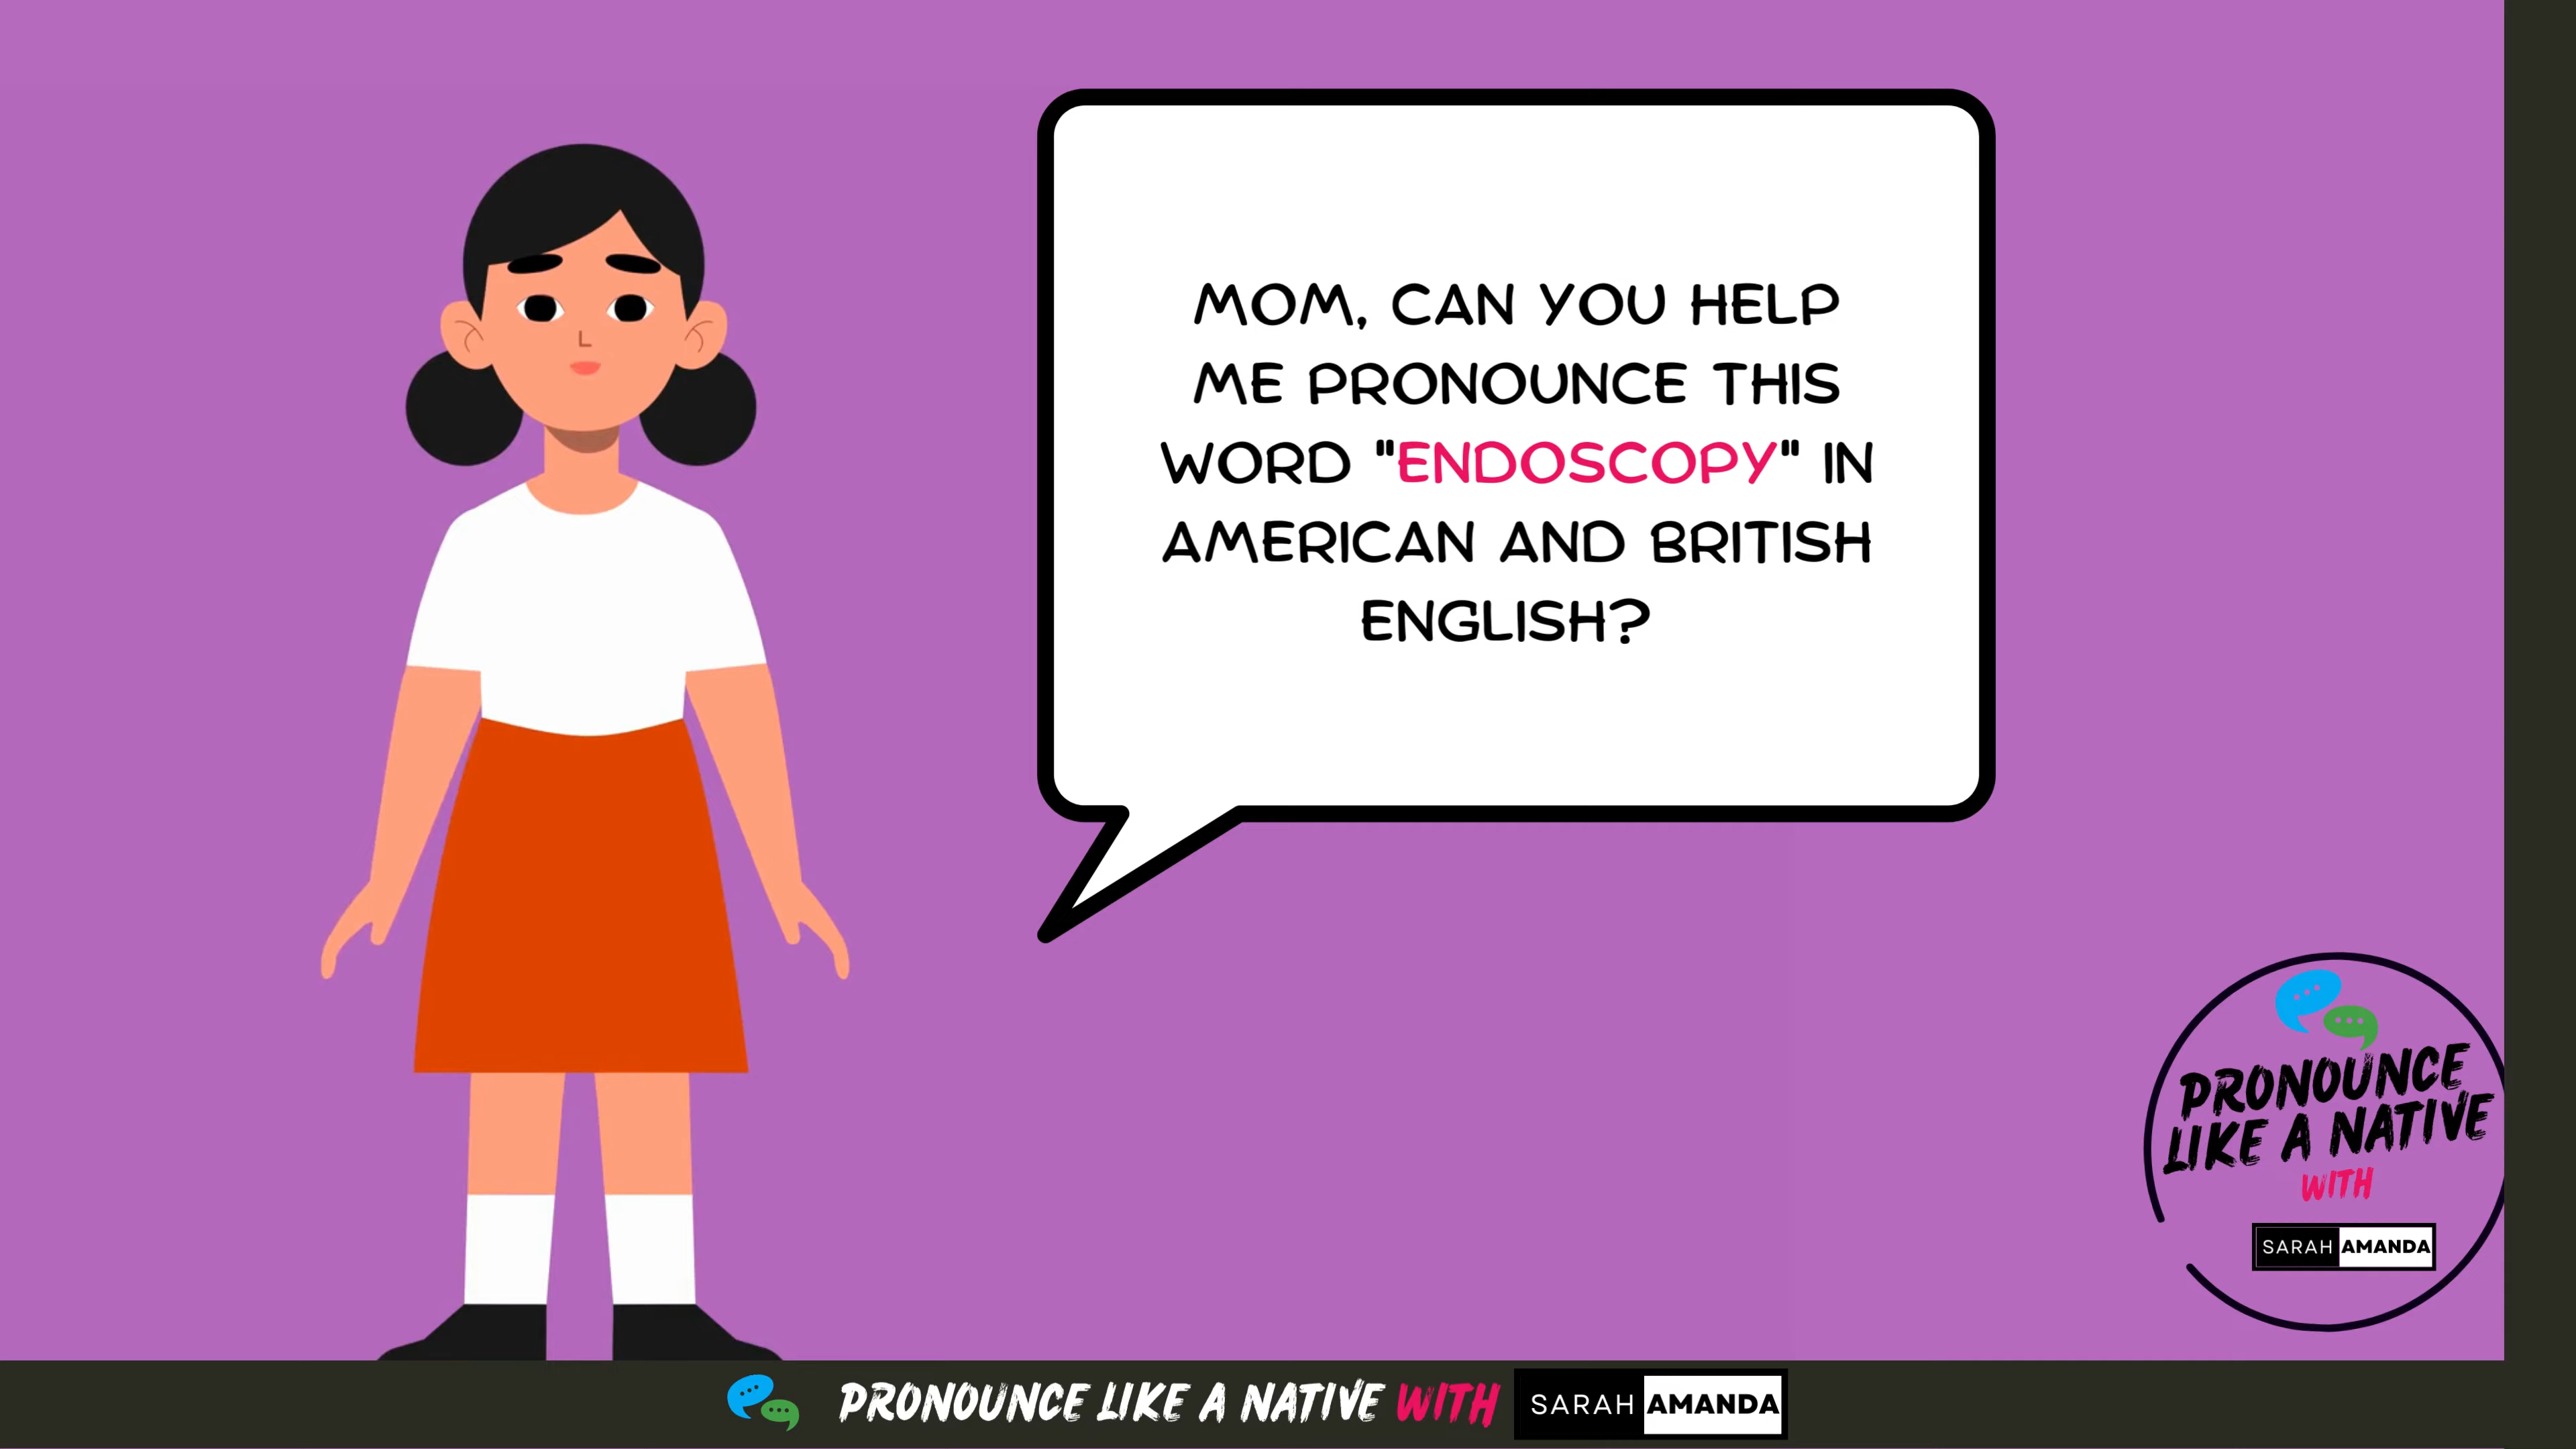 MOM, CAN YOU HELP
ME PRONOUNCE THIS
WORD "ENDOSCOPY" IN
AMERICAN AND BRITISH
ENGLISH?
PRONOUNCE
LIKE A NATIVE
WITH
SARAH AMANDA
PRONOUNCE LIKE A NATIVE WITH SARAH AMANDA